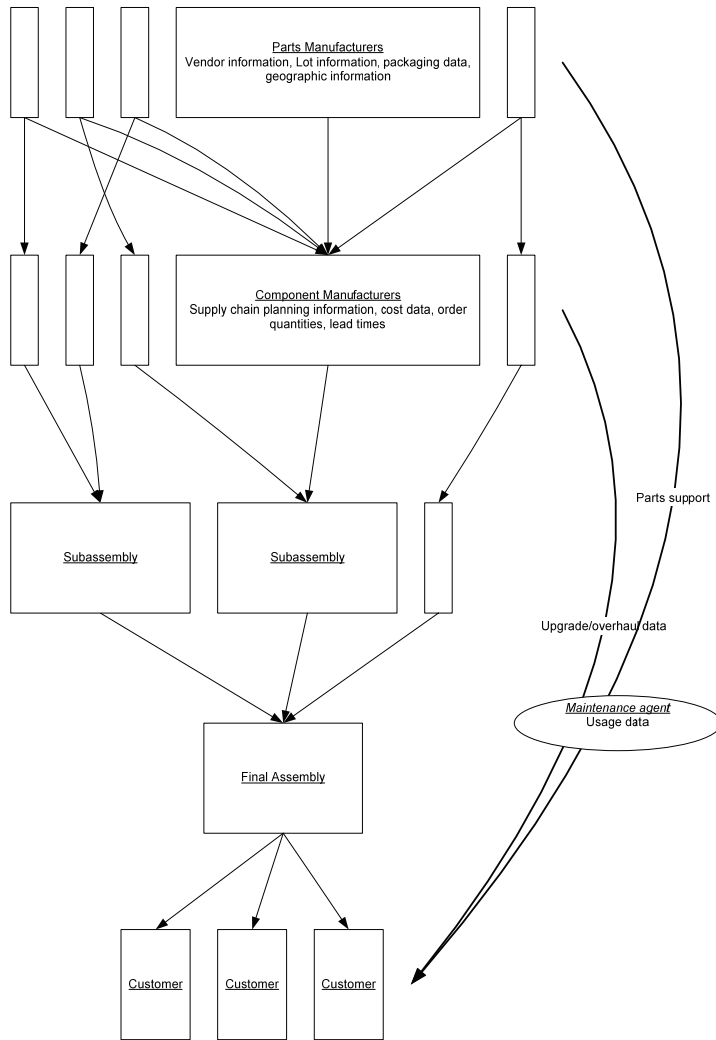 Parts Manufacturers
Vendor information, Lot information, packaging data,
geographic information
Component Manufacturers
Supply chain planning information, cost data, order
quantities, lead times
Parts support
Subassembly
Subassembly
Upgrade/overhaul data
Maintenance agent
Usage data
Final Assembly
Customer
Customer
Customer